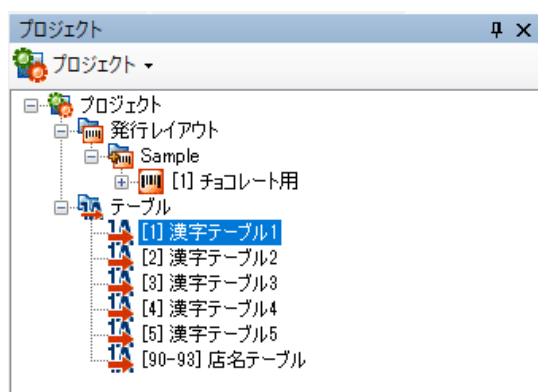 プロジェクト
プロジェクト
プロジェクト
発行レイアウト
Sample
[1] チョコレート用
テーブル
[1] 漢字テーブル1
[2] 漢字テーブル2
[3] 漢字テーブル3
[4] 漢字テーブル4
[5] 漢字テーブル5
[90-93] 店名テーブル